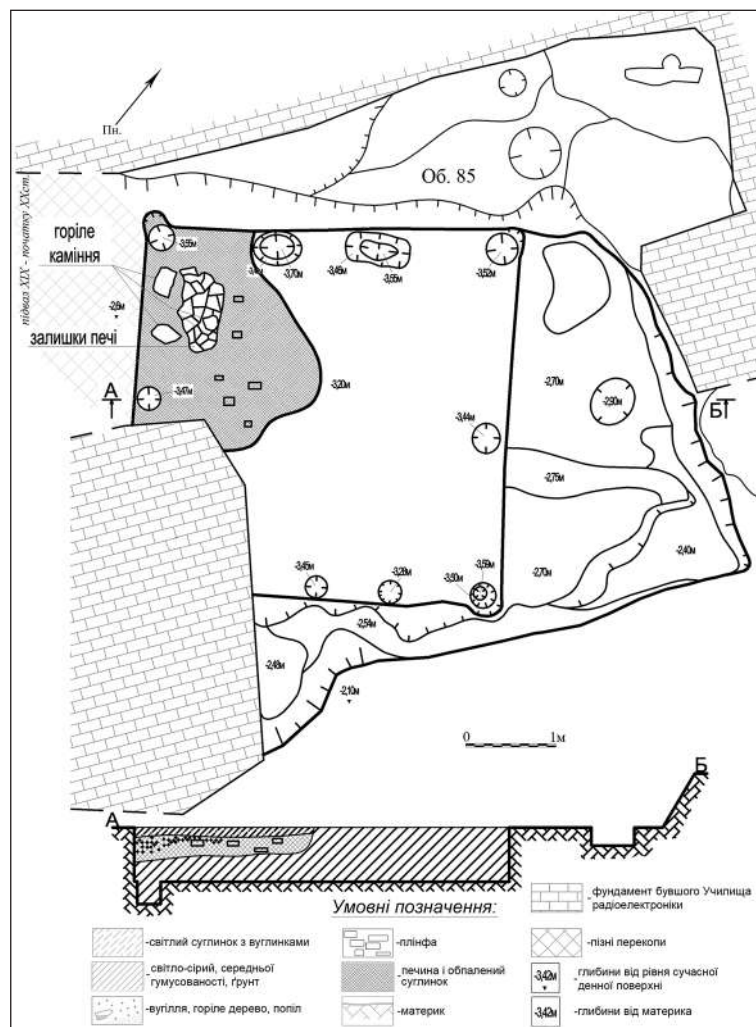 Пн.
Об. 85
підвал XIX - початку XXст.
горіле
каміння
залишки печі
-2,6м
-3,55м
-3,70м
-3,46м
-3,55м
-3,52м
-3,47м
-3,20м
-3,44м
-2,70м
-2,90м
-2,75м
-2,70м
-2,40м
-3,45м
-3,28м
-3,50м
-3,59м
-2,54м
-2,48м
-2,10м
А
Б
0 1м
А
Б
Умовні позначення:
-фундамент бувшого Училища
радіоелектроніки
-світлий суглинок з вуглинками
-плінфа
-пізні перекопи
-світло-сірий, середньої
гумусованості, ґрунт
-печина і обпалений
суглинок
-3,42м
-глибини від рівня сучасної
денної поверхні
-вугілля, горіле дерево, попіл
-материк
-3,42м
-глибини від материка